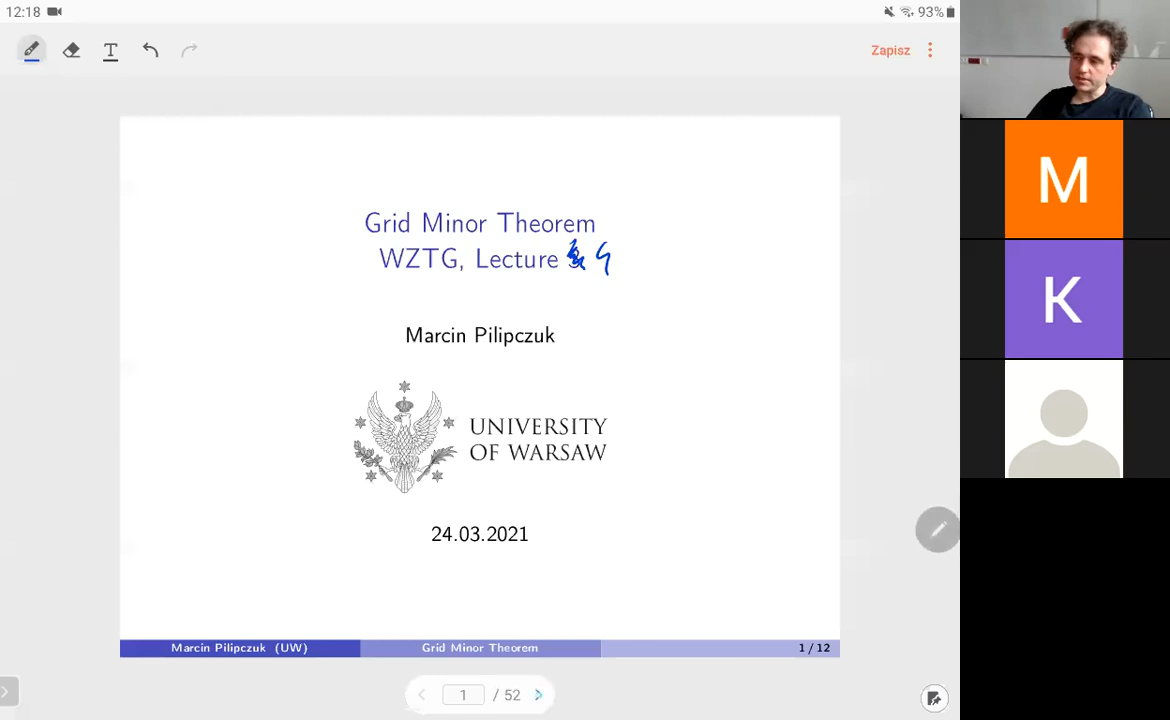 12:18
93%
Zapisz
Grid Minor Theorem
WZTG, Lecture
Marcin Pilipczuk
UNIVERSITY
OF WARSAW
24.03.2021
Marcin Pilipczuk (UW) Grid Minor Theorem 1 / 12
1 / 52
M
K